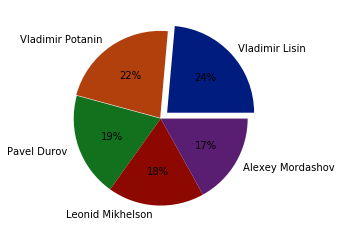 Vladimir Potanin
Vladimir Lisin
22%
24%
Pavel Durov
19%
17%
Alexey Mordashov
18%
Leonid Mikhelson